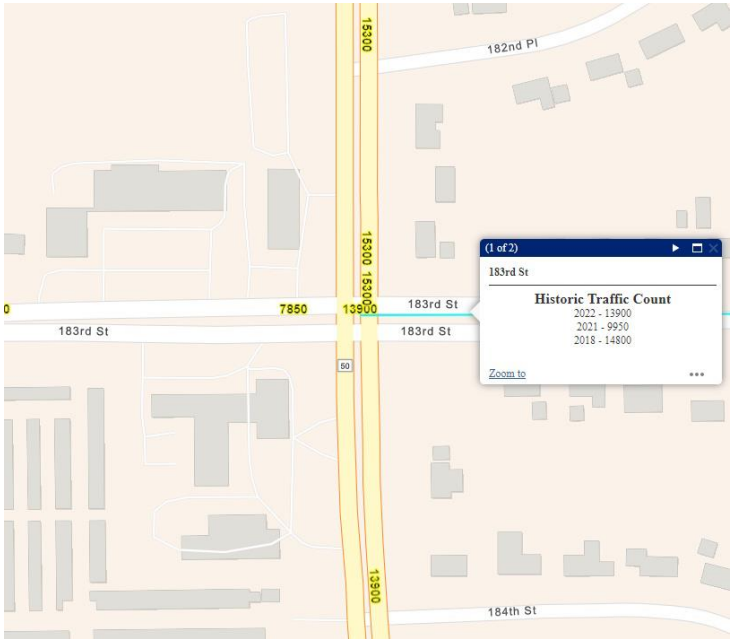 15300
182nd Pl
15300
15300
(1 of 2)
183rd St
Historic Traffic Count
2022 - 13900
2021 - 9950
2018 - 14800
Zoom to
0
7850
13900
183rd St
183rd St
183rd St
50
13900
184th St